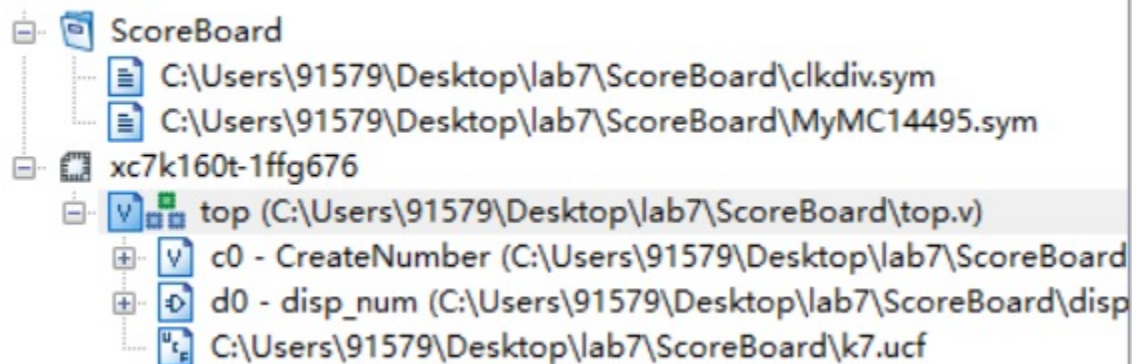 ScoreBoard
C:\Users\91579\Desktop\lab7\ScoreBoard\clkdiv.sym
C:\Users\91579\Desktop\lab7\ScoreBoard\MyMC14495.sym
xc7k160t-1ffg676
top (C:\Users\91579\Desktop\lab7\ScoreBoard\top.v)
c0 - CreateNumber (C:\Users\91579\Desktop\lab7\ScoreBoard
d0 - disp_num (C:\Users\91579\Desktop\lab7\ScoreBoard\disp
C:\Users\91579\Desktop\lab7\ScoreBoard\k7.ucf